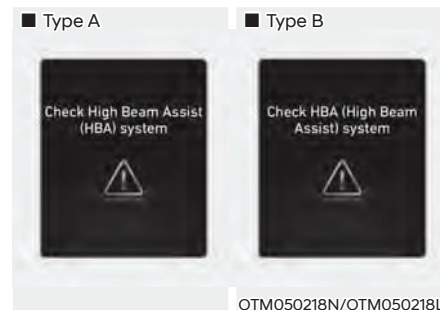 ■ Type A
■ Type B
Check High Beam Assist
(HBA) system
Check HBA (High Beam
Assist) system
OTM050218N/OTM050218L